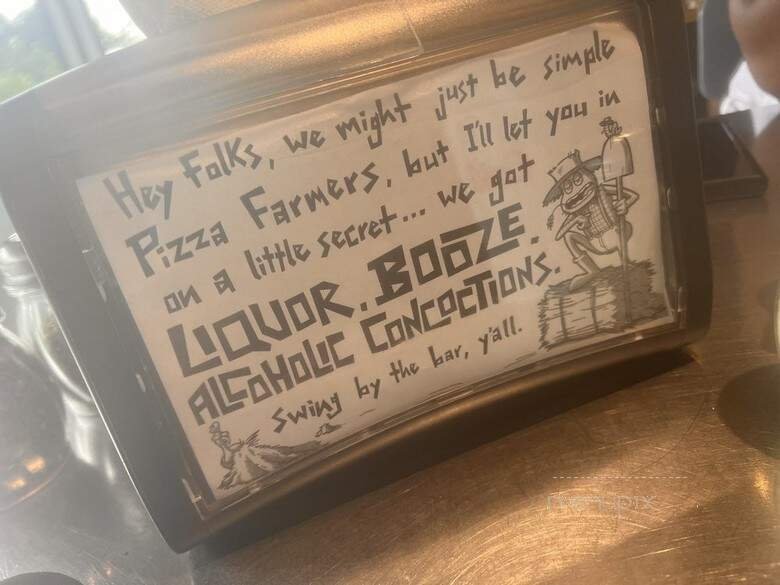 Hey Folks, we might just be simple
Pizza Farmers, but I'll let you in
on a little secret... we got
LIQUOR. BOOZE.
ALCOHOLIC CONCOCTIONS.
Swing by the bar, y'all.
menupix